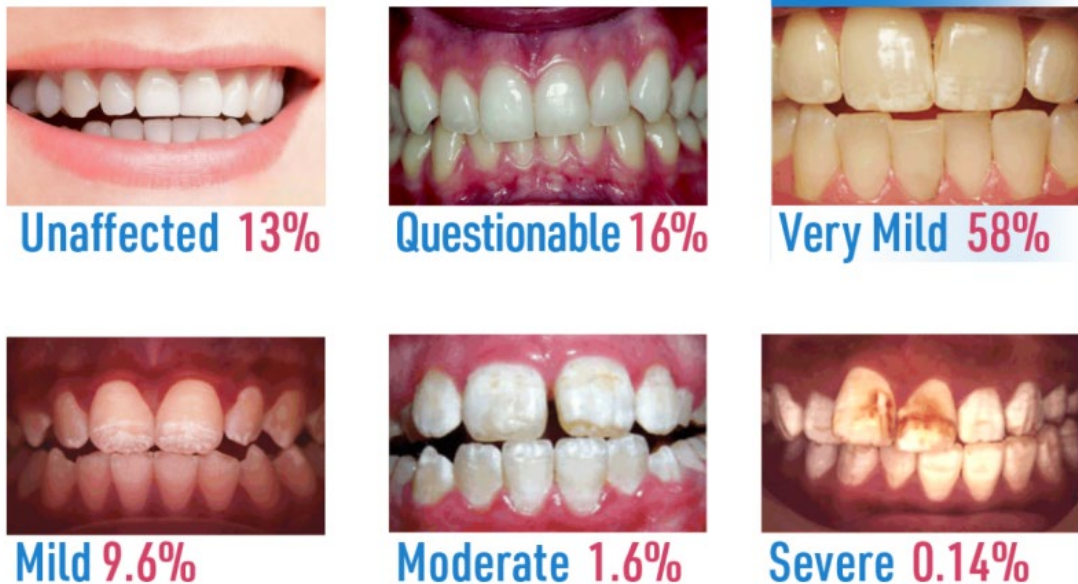 Unaffected 13%
Questionable 16%
Very Mild 58%
Mild 9.6%
Moderate 1.6%
Severe 0.14%